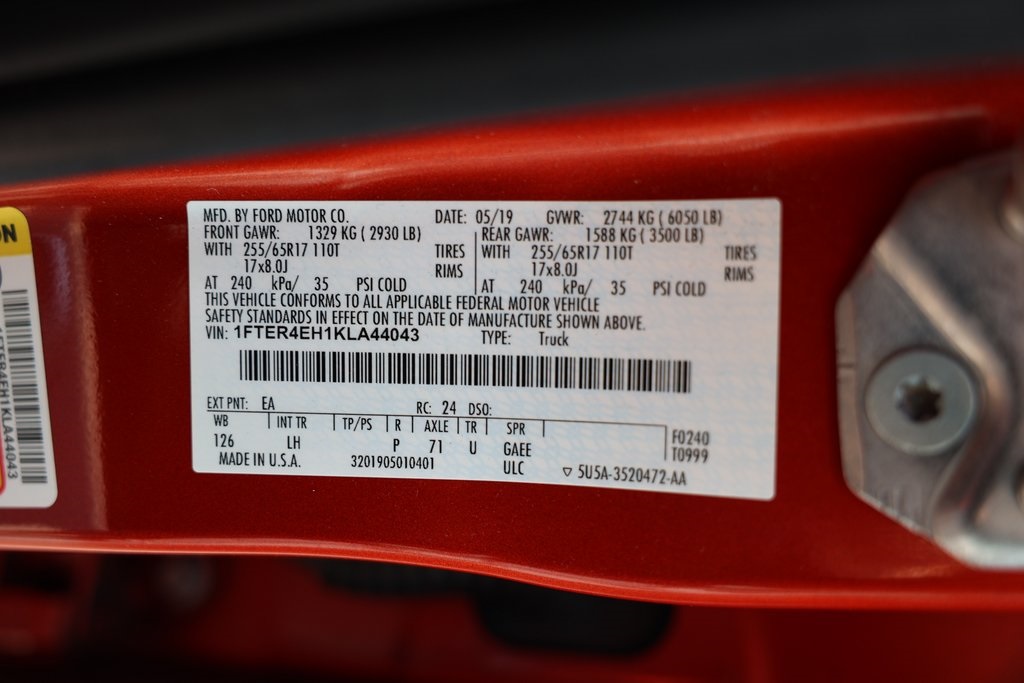 ON
1FTER4EH1KLA44043
MFD. BY FORD MOTOR CO. DATE: 05/19 GVWR: 2744 KG ( 6050 LB)
FRONT GAWR: 1329 KG ( 2930 LB) REAR GAWR: 1588 KG ( 3500 LB)
WITH 255/65R17 110T TIRES WITH 255/65R17 110T TIRES
17x8.0J RIMS 17x8.0J RIMS
AT 240 kPa/ 35 PSI COLD AT 240 kPa/ 35 PSI COLD
THIS VEHICLE CONFORMS TO ALL APPLICABLE FEDERAL MOTOR VEHICLE
SAFETY STANDARDS IN EFFECT ON THE DATE OF MANUFACTURE SHOWN ABOVE.
VIN: 1FTER4EH1KLA44043 TYPE: Truck
EXT PNT: EA RC: 24 DSO:
WB INT TR TP/PS R AXLE TR SPR
126 LH P 71 U GAEE F0240
ULC T0999
MADE IN U.S.A. 3201905010401 ▽ 5U5A-3520472-AA